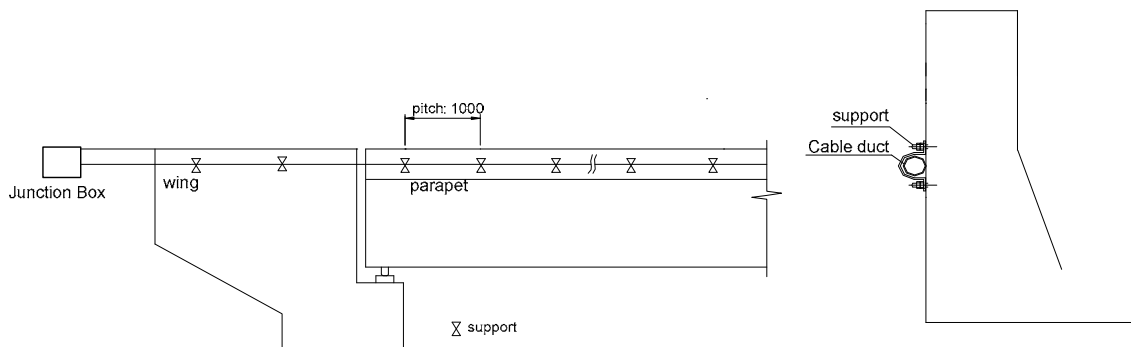 pitch: 1000
Junction Box
wing
parapet
support
support
Cable duct